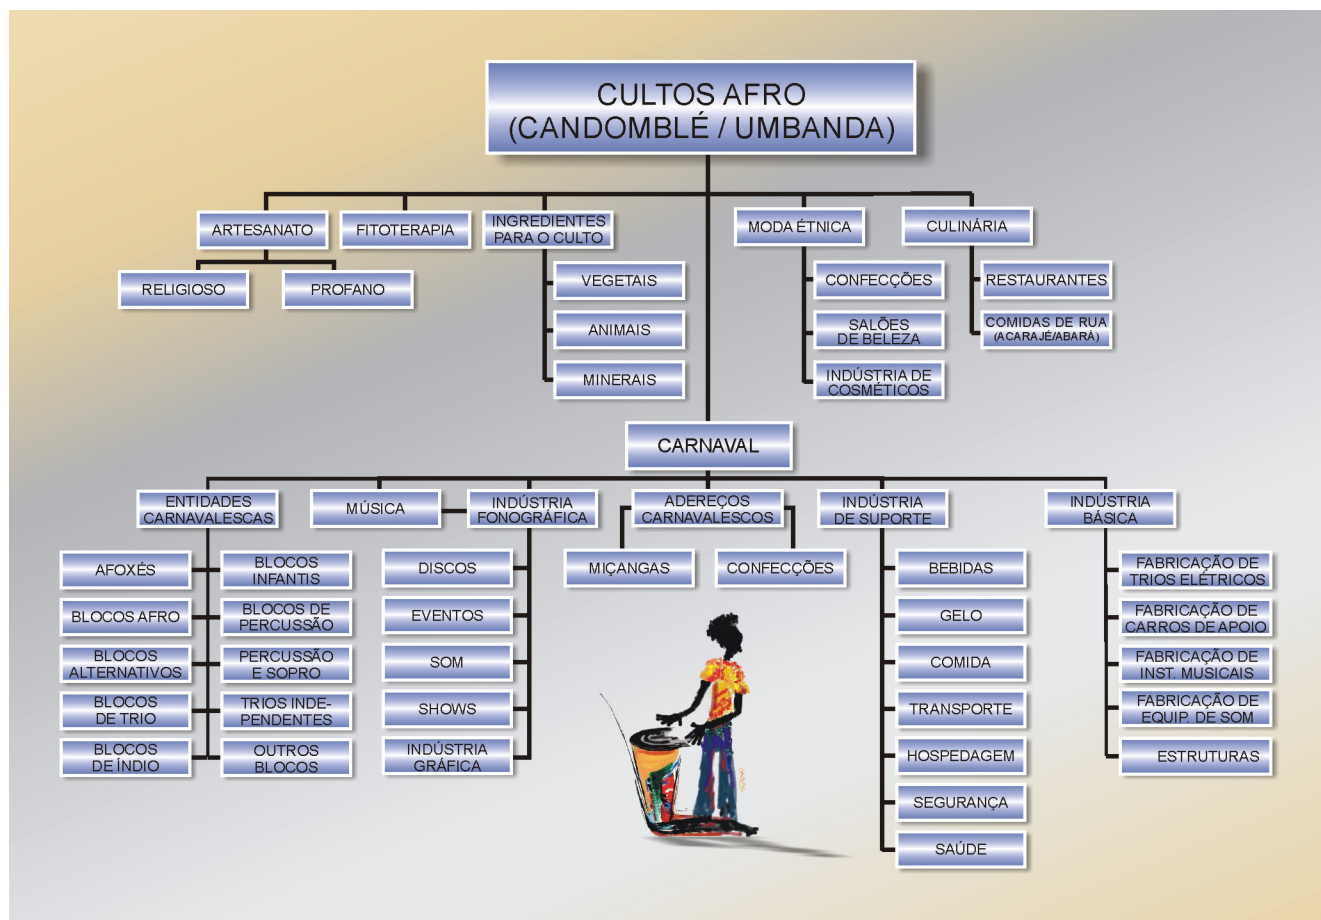 CULTOS AFRO
(CANDOMBLÉ / UMBANDA)
ARTESANATO
FITOTERAPIA
INGREDIENTES
PARA O CULTO
MODA ÉTNICA
CULINÁRIA
RELIGIOSO
PROFANO
VEGETAIS
ANIMAIS
MINERAIS
CONFECÇÕES
SALÕES
DE BELEZA
INDÚSTRIA DE
COSMÉTICOS
RESTAURANTES
COMIDAS DE RUA
(ACARAJÉ/ABARÁ)
CARNAVAL
ENTIDADES
CARNAVALESCAS
MÚSICA
INDÚSTRIA
FONOGRÁFICA
ADEREÇOS
CARNAVALESCOS
INDÚSTRIA
DE SUPORTE
INDÚSTRIA
BÁSICA
AFOXÉS
BLOCOS AFRO
BLOCOS
ALTERNATIVOS
BLOCOS
DE TRIO
BLOCOS
DE ÍNDIO
BLOCOS
INFANTIS
BLOCOS DE
PERCUSSÃO
PERCUSSÃO
E SOPRO
TRIOS INDE-
PENDENTES
OUTROS
BLOCOS
DISCOS
EVENTOS
SOM
SHOWS
INDÚSTRIA
GRÁFICA
MIÇANGAS
CONFECÇÕES
BEBIDAS
GELO
COMIDA
TRANSPORTE
HOSPEDAGEM
SEGURANÇA
SAÚDE
FABRICAÇÃO DE
TRIOS ELÉTRICOS
FABRICAÇÃO DE
CARROS DE APOIO
FABRICAÇÃO DE
INST. MUSICAIS
FABRICAÇÃO DE
EQUIP. DE SOM
ESTRUTURAS